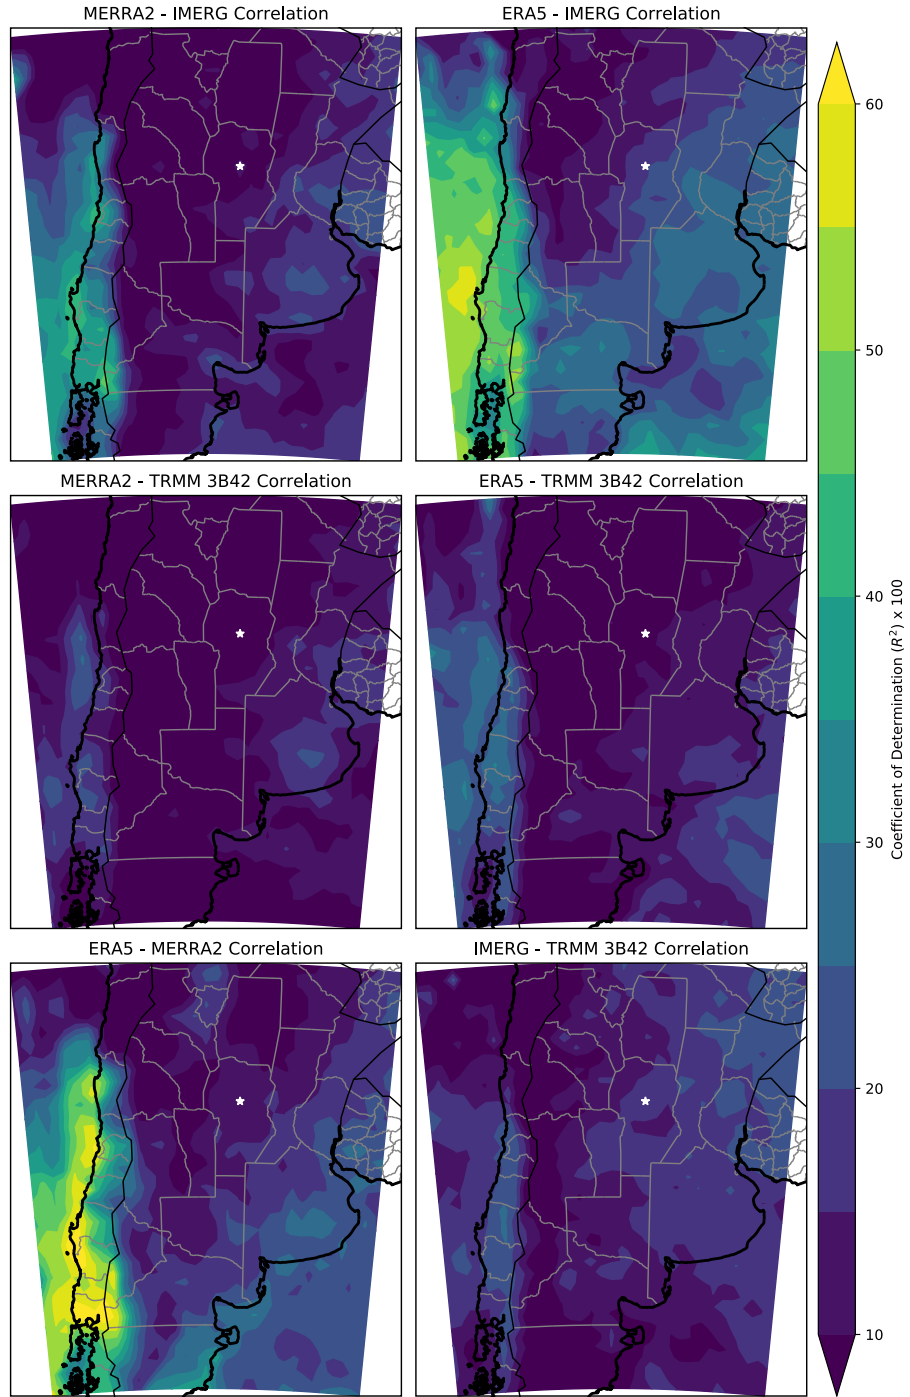 MERRA2 - IMERG Correlation
ERA5 - IMERG Correlation
MERRA2 - TRMM 3B42 Correlation
ERA5 - TRMM 3B42 Correlation
ERA5 - MERRA2 Correlation
IMERG - TRMM 3B42 Correlation
60
50
40
30
20
10
Coefficient of Determination (R²) x 100